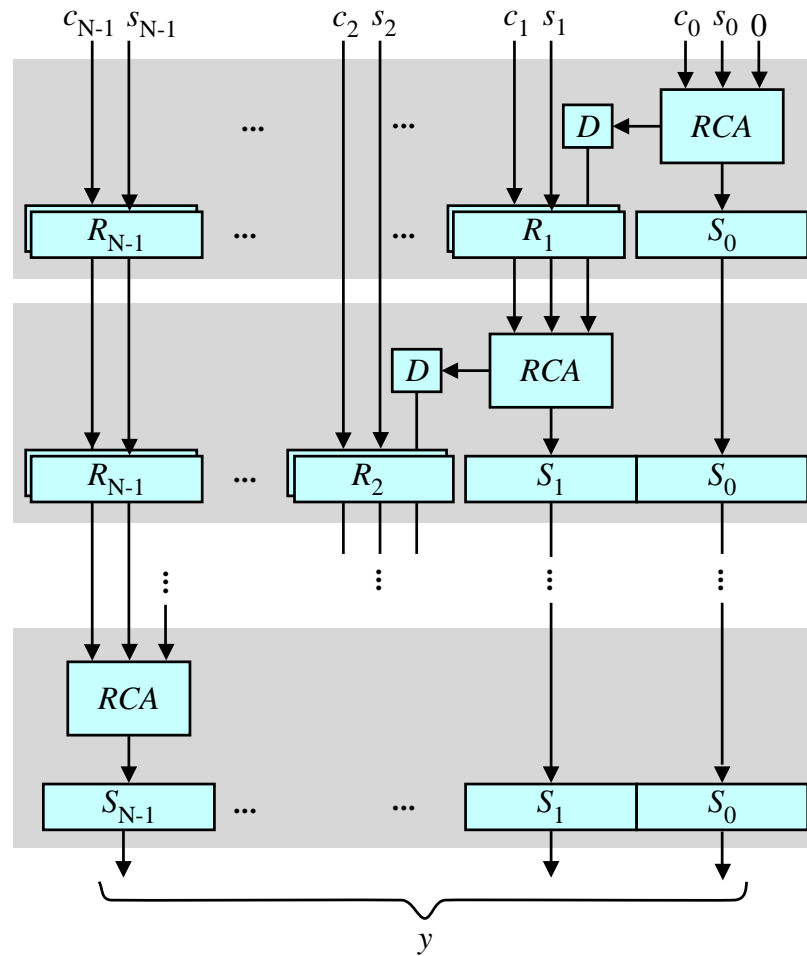 c_{N-1} s_{N-1} c_2 s_2 c_1 s_1 c_0 s_0 0
... ... D RCA
R_{N-1} ... ... R_1 S_0
D RCA
R_{N-1} ... R_2 S_1 S_0
... ... ... ...
RCA
S_{N-1} ... ... S_1 S_0
y